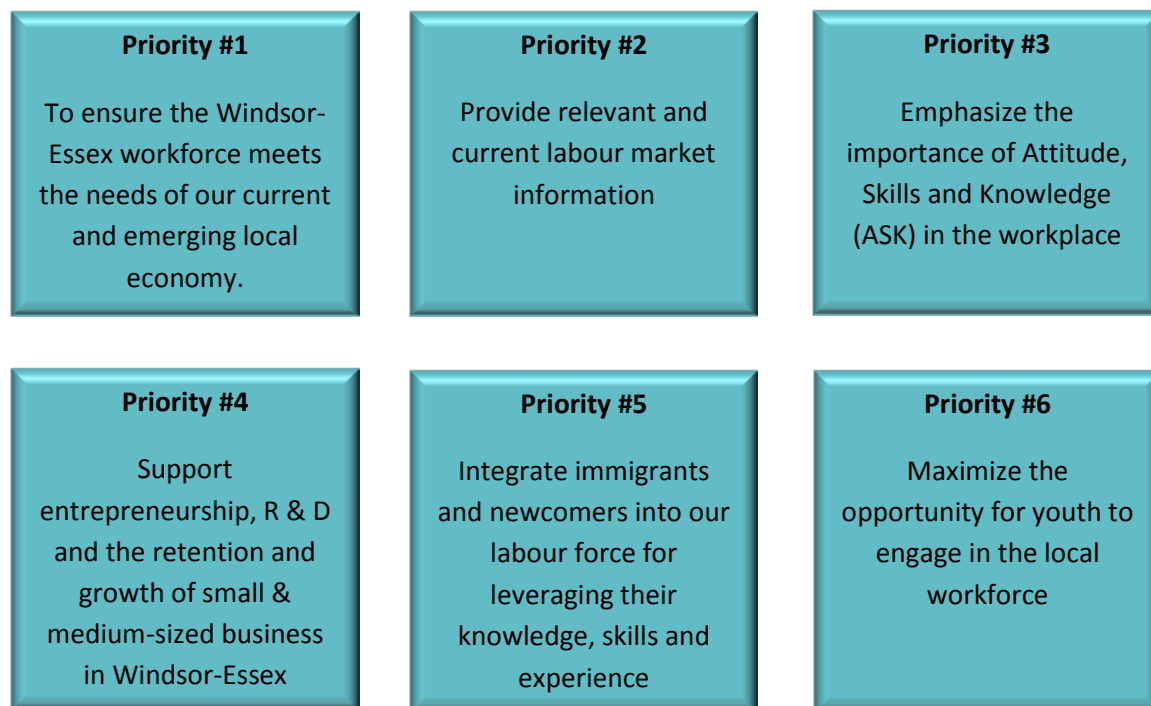 Priority #1
To ensure the Windsor-
Essex workforce meets
the needs of our current
and emerging local
economy.
Priority #2
Provide relevant and
current labour market
information
Priority #3
Emphasize the
importance of Attitude,
Skills and Knowledge
(ASK) in the workplace
Priority #4
Support
entrepreneurship, R & D
and the retention and
growth of small &
medium-sized business
in Windsor-Essex
Priority #5
Integrate immigrants
and newcomers into our
labour force for
leveraging their
knowledge, skills and
experience
Priority #6
Maximize the
opportunity for youth to
engage in the local
workforce